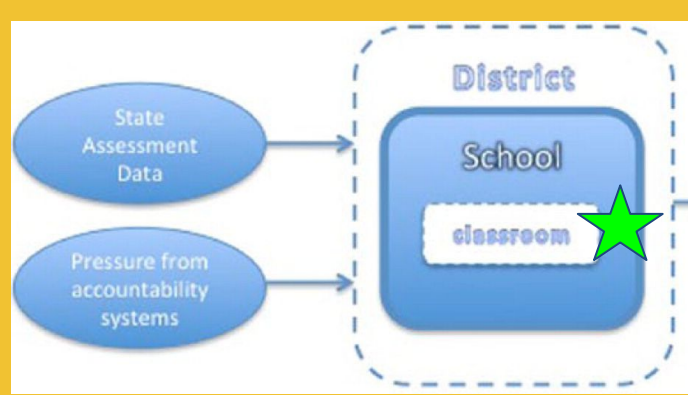 State
Assessment
Data
Pressure from
accountability
systems
District
School
classroom